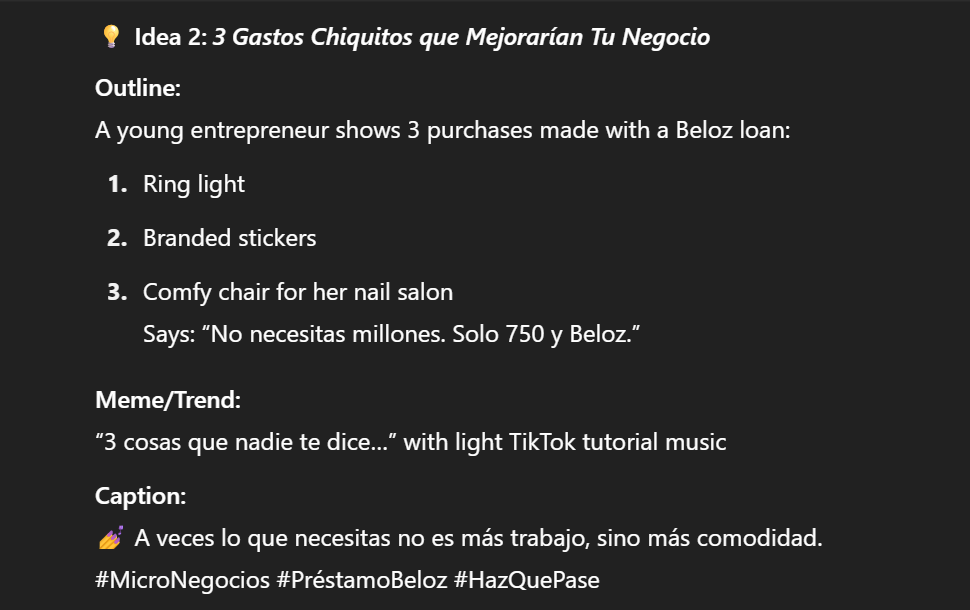 💡 Idea 2: 3 Gastos Chiquitos que Mejorarían Tu Negocio
Outline:
A young entrepreneur shows 3 purchases made with a Beloz loan:
1. Ring light
2. Branded stickers
3. Comfy chair for her nail salon
Says: “No necesitas millones. Solo 750 y Beloz.”
Meme/Trend:
“3 cosas que nadie te dice…” with light TikTok tutorial music
Caption:
💅 A veces lo que necesitas no es más trabajo, sino más comodidad.
#MicroNegocios #PréstamoBeloz #HazQuePase